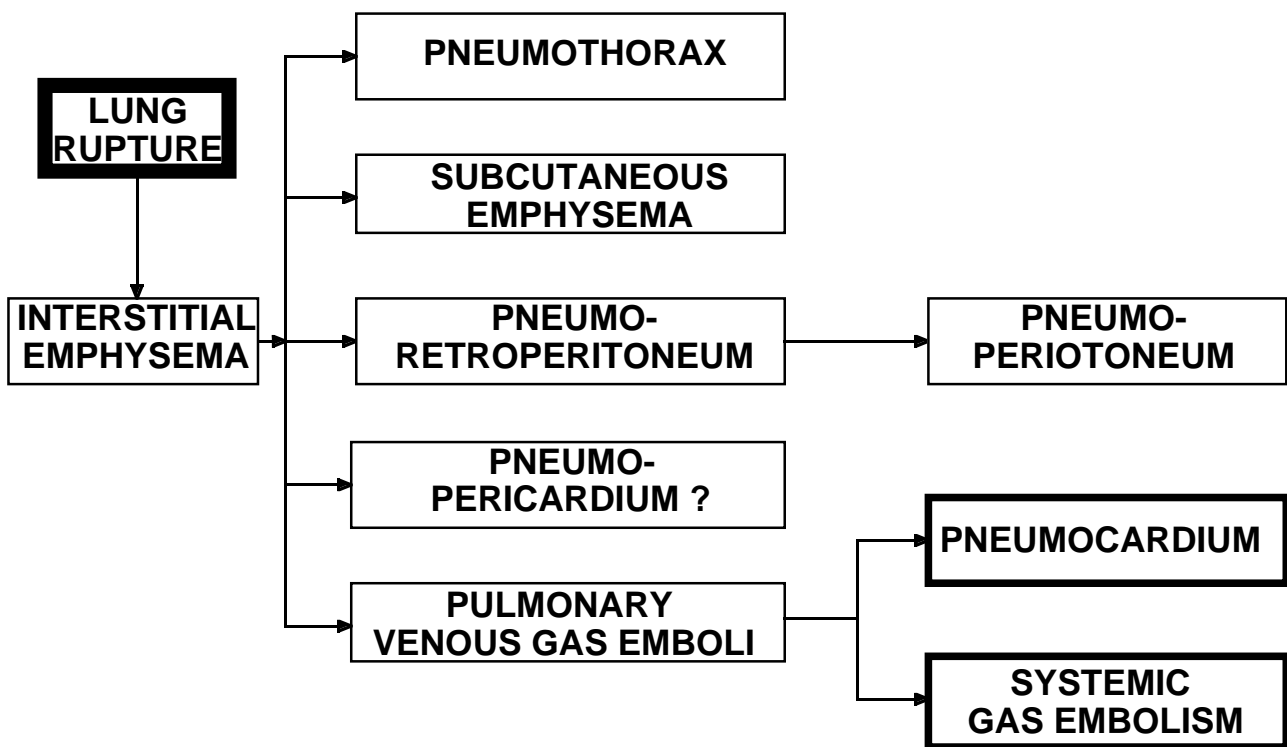 PNEUMOTHORAX
LUNG
RUPTURE
SUBCUTANEOUS
EMPHYSEMA
INTERSTITIAL
EMPHYSEMA
PNEUMO-
RETROPERITONEUM
PNEUMO-
PERIOTONEUM
PNEUMO-
PERICARDIUM ?
PNEUMOCARDIUM
PULMONARY
VENOUS GAS EMBOLI
SYSTEMIC
GAS EMBOLISM